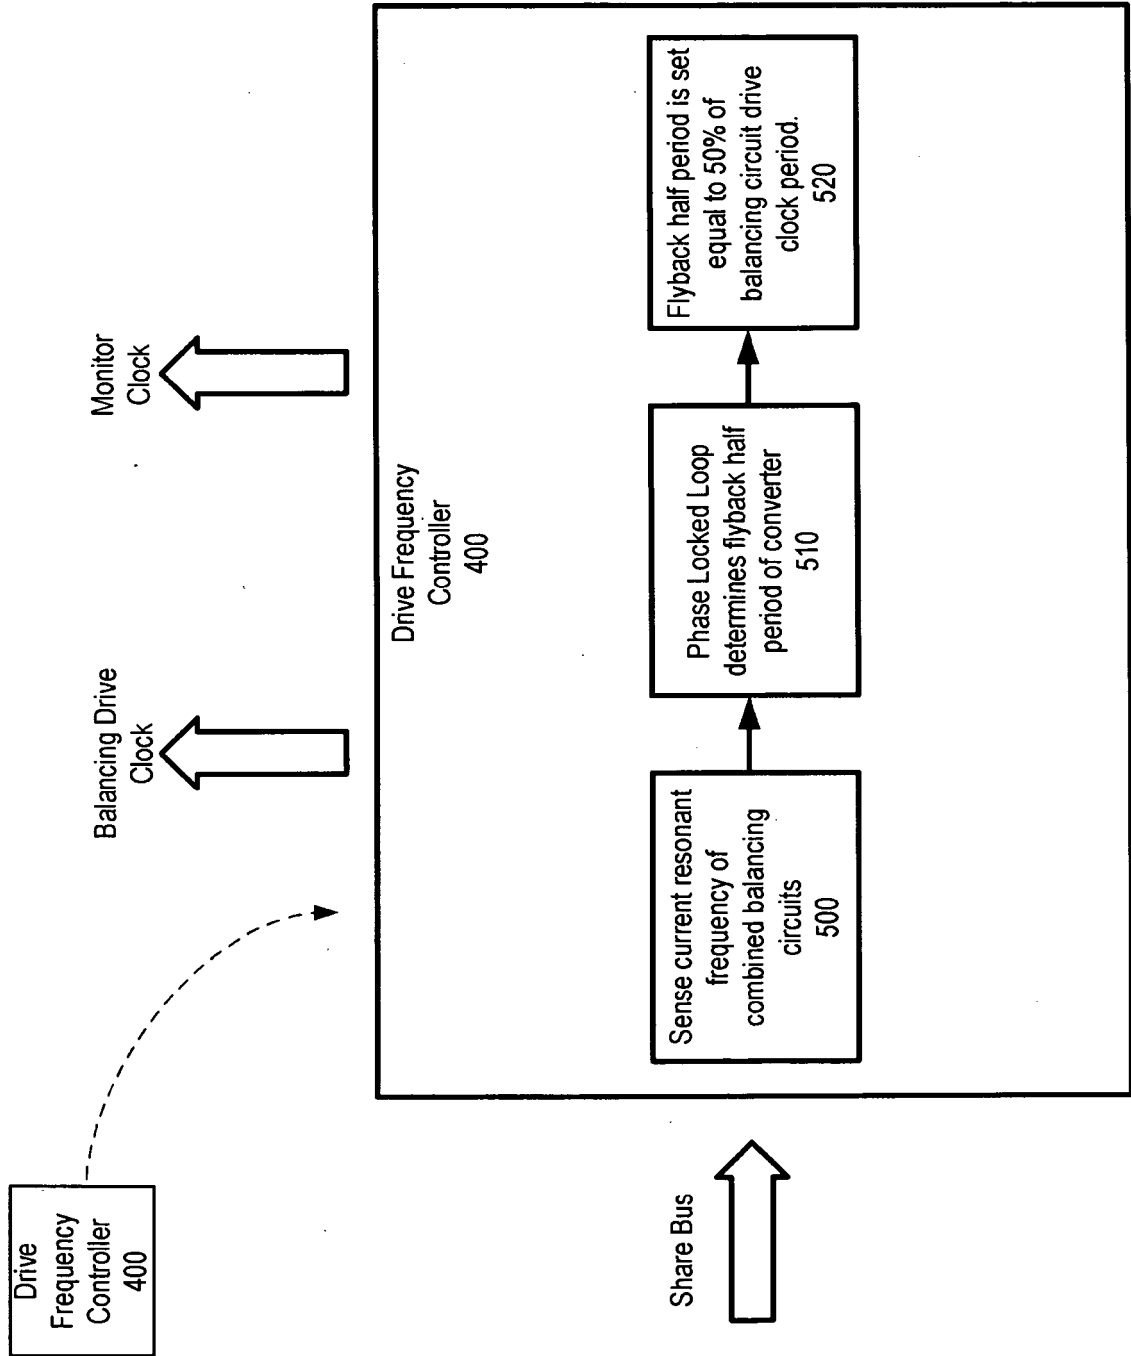 Drive
Frequency
Controller
400
Balancing Drive
Clock
Monitor
Clock
Drive Frequency
Controller
400
Share Bus
Sense current resonant
frequency of
combined balancing
circuits
500
Phase Locked Loop
determines flyback half
period of converter
510
Flyback half period is set
equal to 50% of
balancing circuit drive
clock period.
520